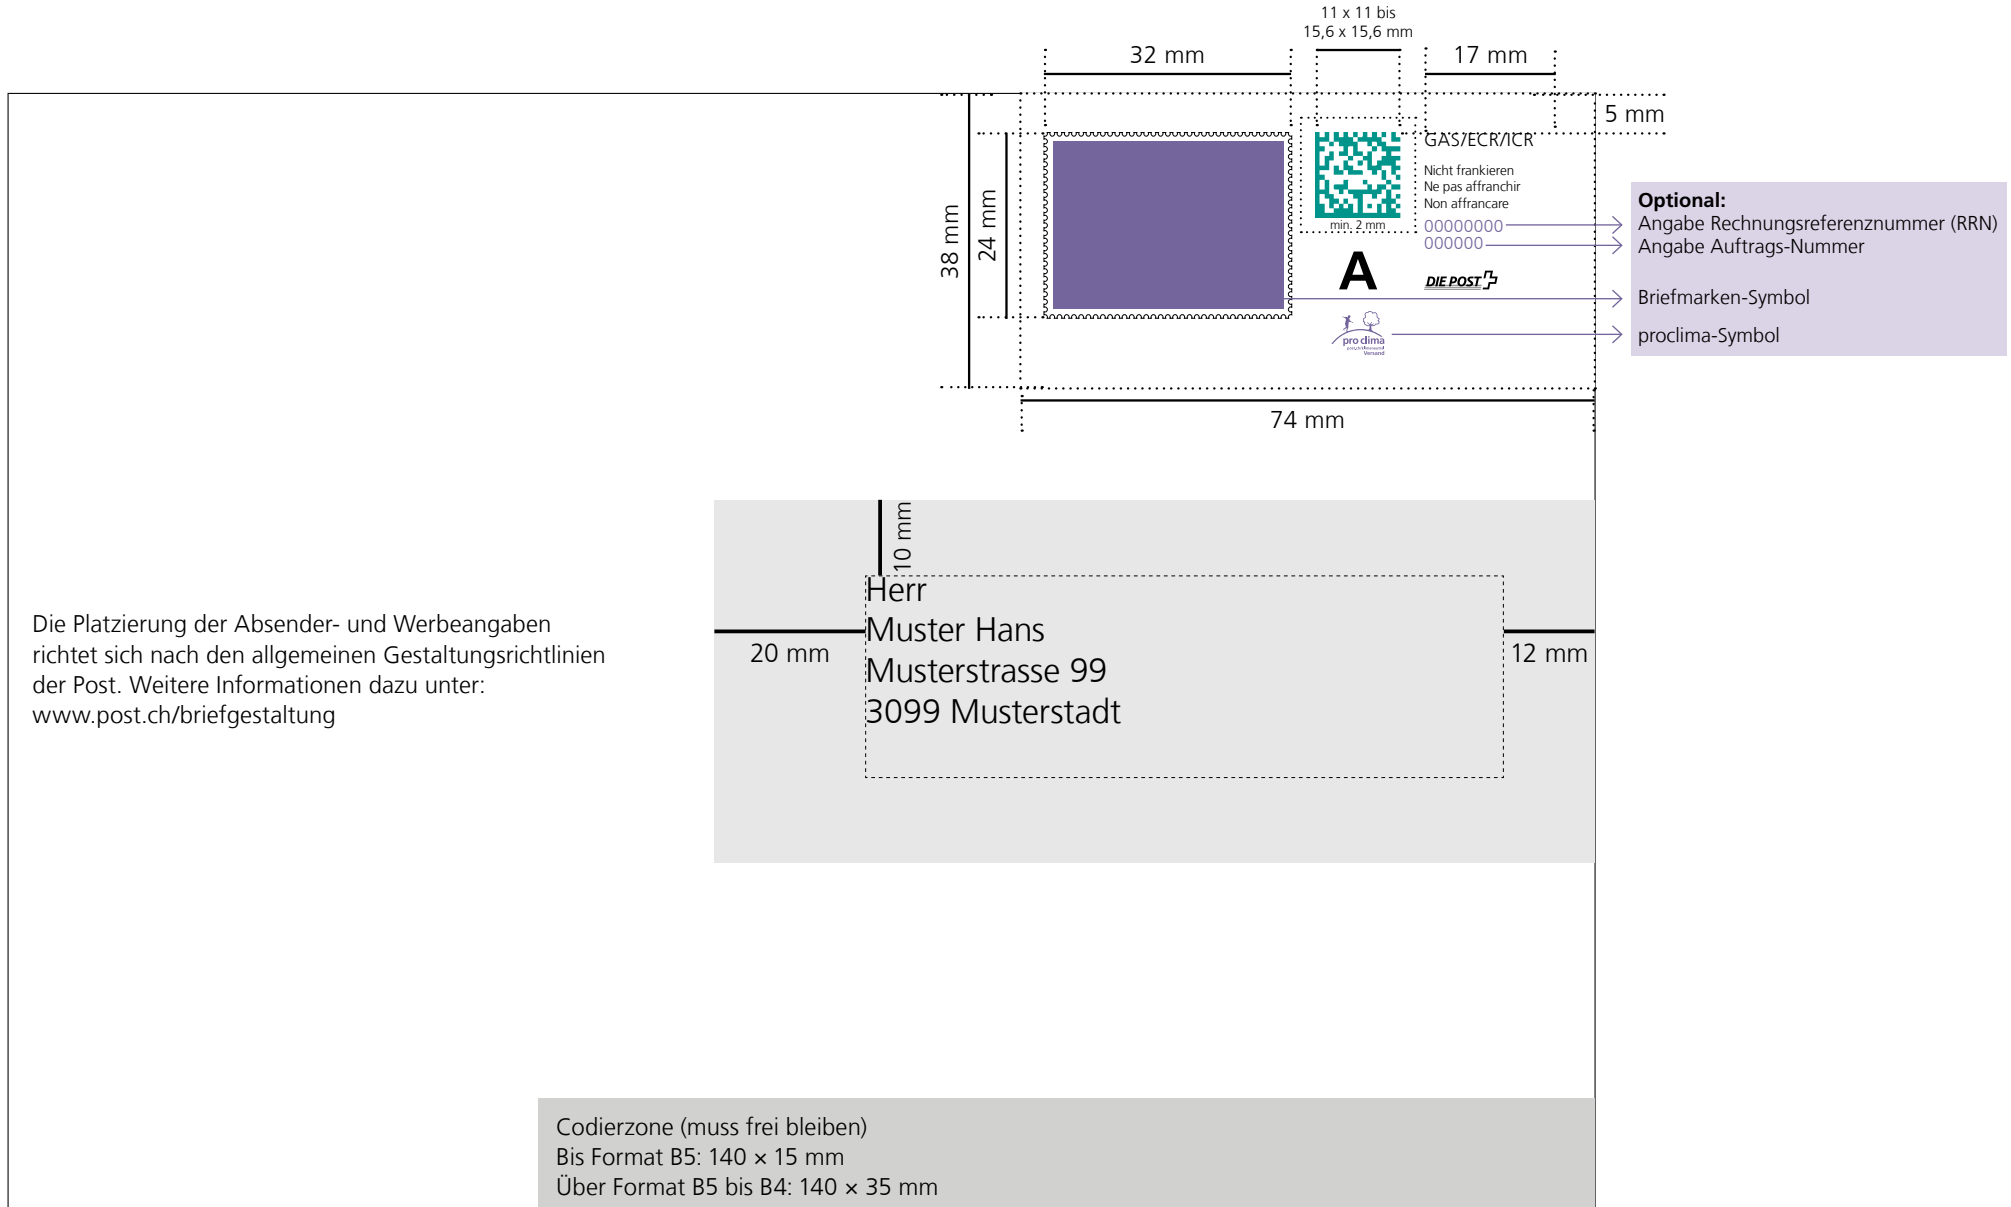 11 x 11 bis
15,6 x 15,6 mm
32 mm
17 mm
5 mm
38 mm
24 mm
GAS/ECR/ICR
Nicht frankieren
Ne pas affranchir
Non affrancare
min. 2 mm
00000000
000000
A
DIE POST
pro clima
Versand
74 mm
Optional:
Angabe Rechnungsreferenznummer (RRN)
Angabe Auftrags-Nummer
Briefmarken-Symbol
proclima-Symbol
10 mm
Herr
Muster Hans
Musterstrasse 99
3099 Musterstadt
20 mm
12 mm
Die Platzierung der Absender- und Werbeangaben
richtet sich nach den allgemeinen Gestaltungsrichtlinien
der Post. Weitere Informationen dazu unter:
www.post.ch/briefgestaltung
Codierzone (muss frei bleiben)
Bis Format B5: 140 × 15 mm
Über Format B5 bis B4: 140 × 35 mm